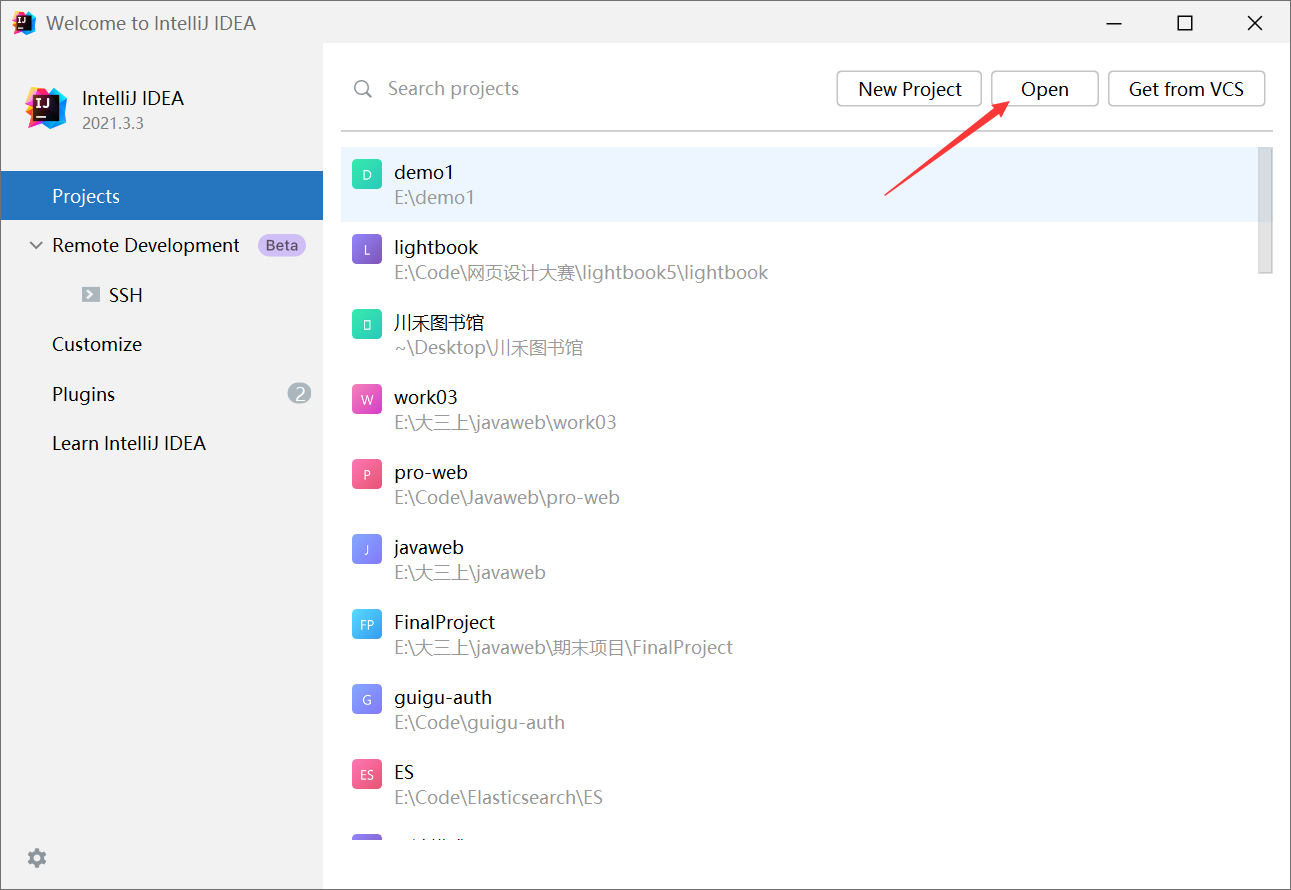 Welcome to IntelliJ IDEA
IntelliJ IDEA
2021.3.3
Search projects
New Project
Open
Get from VCS
Projects
Remote Development
Beta
SSH
Customize
Plugins
2
Learn IntelliJ IDEA
D
demo1
E:\demo1
L
lightbook
E:\Code\网页设计大赛\lightbook5\lightbook
川禾图书馆
~\Desktop\川禾图书馆
W
work03
E:\大三上\javaweb\work03
P
pro-web
E:\Code\Javaweb\pro-web
J
javaweb
E:\大三上\javaweb
FP
FinalProject
E:\大三上\javaweb\期末项目\FinalProject
G
guigu-auth
E:\Code\guigu-auth
ES
ES
E:\Code\Elasticsearch\ES